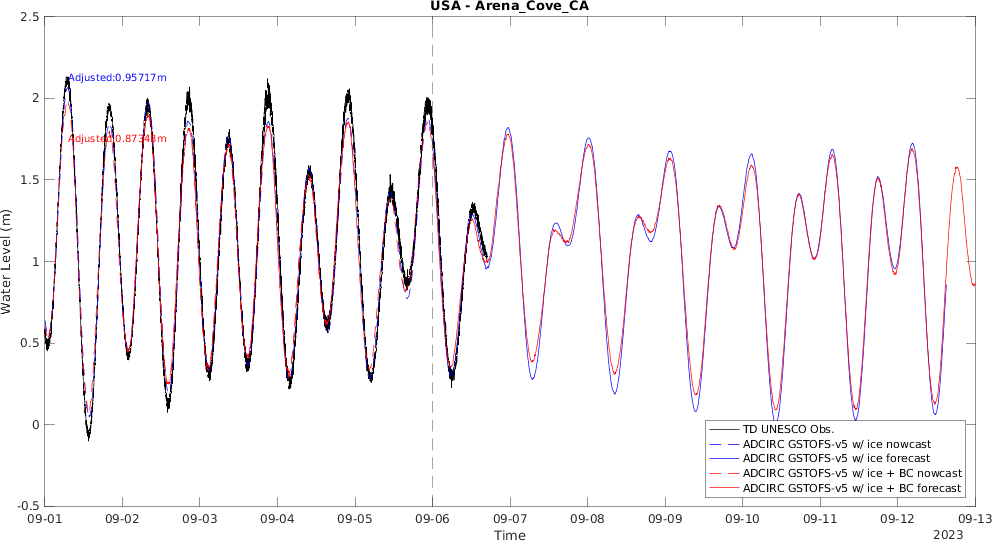 USA - Arena_Cove_CA
2.5
2
1.5
1
0.5
0
-0.5
Water Level (m)
Adjusted:0.95717m
Adjusted:0.87343m
TD UNESCO Obs.
ADCIRC GSTOFS-v5 w/ ice nowcast
ADCIRC GSTOFS-v5 w/ ice forecast
ADCIRC GSTOFS-v5 w/ ice + BC nowcast
ADCIRC GSTOFS-v5 w/ ice + BC forecast
09-01 09-02 09-03 09-04 09-05 09-06 09-07 09-08 09-09 09-10 09-11 09-12 09-13
Time
2023